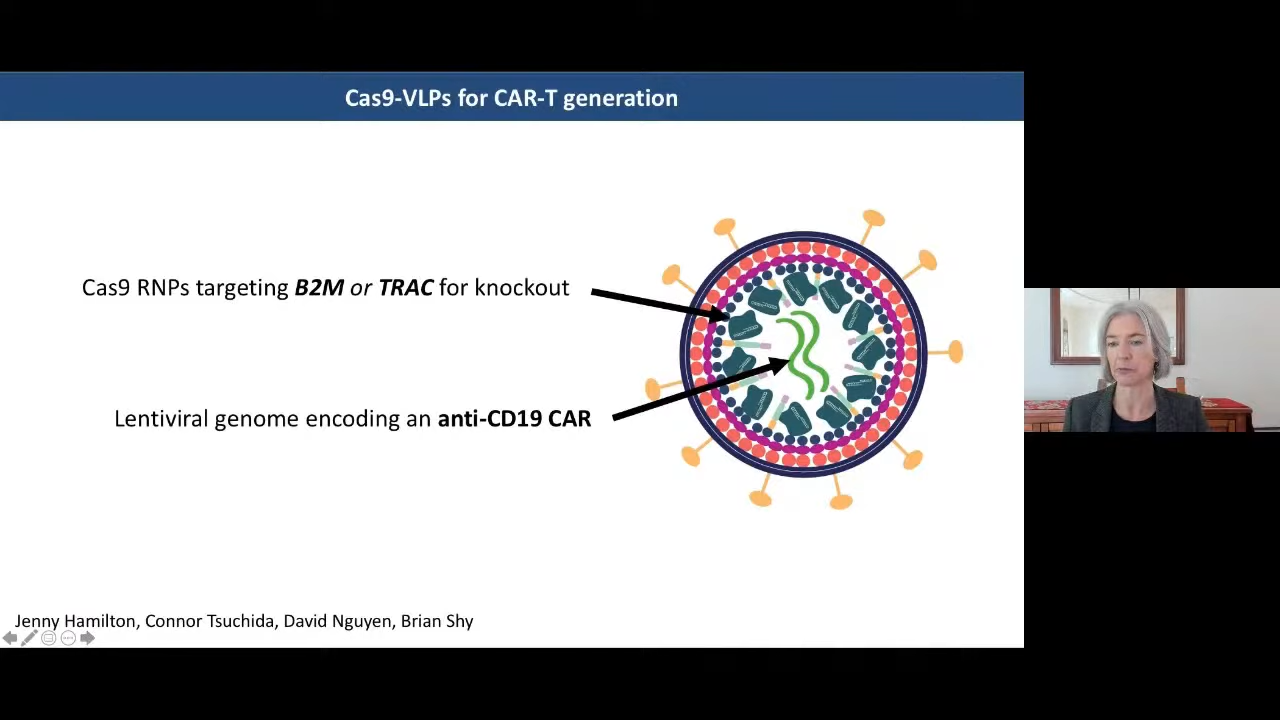 Cas9-VLPs for CAR-T generation
Cas9 RNPs targeting B2M or TRAC for knockout
Lentiviral genome encoding an anti-CD19 CAR
Jenny Hamilton, Connor Tsuchida, David Nguyen, Brian Shy